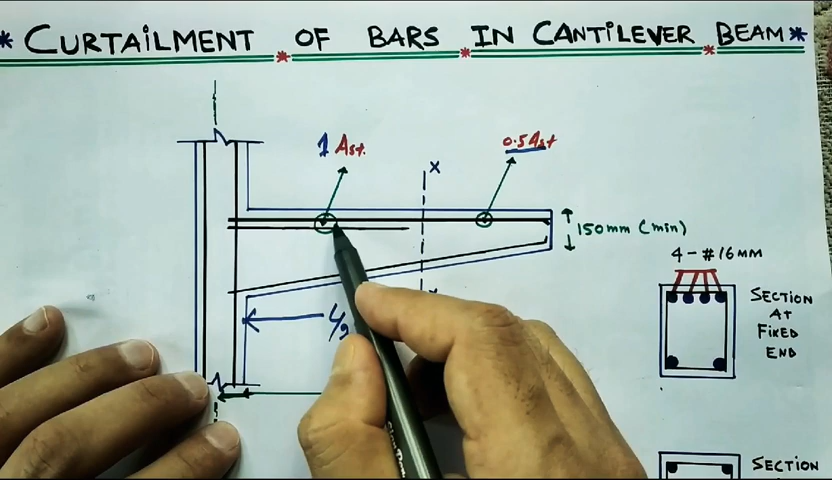 * CURTAILMENT * OF BARS * IN CANTILEVER * BEAM *
1 Ast.
0.5Ast
X
150mm (min)
4 - #16MM
SECTION
AT
FIXED
END
SECTION